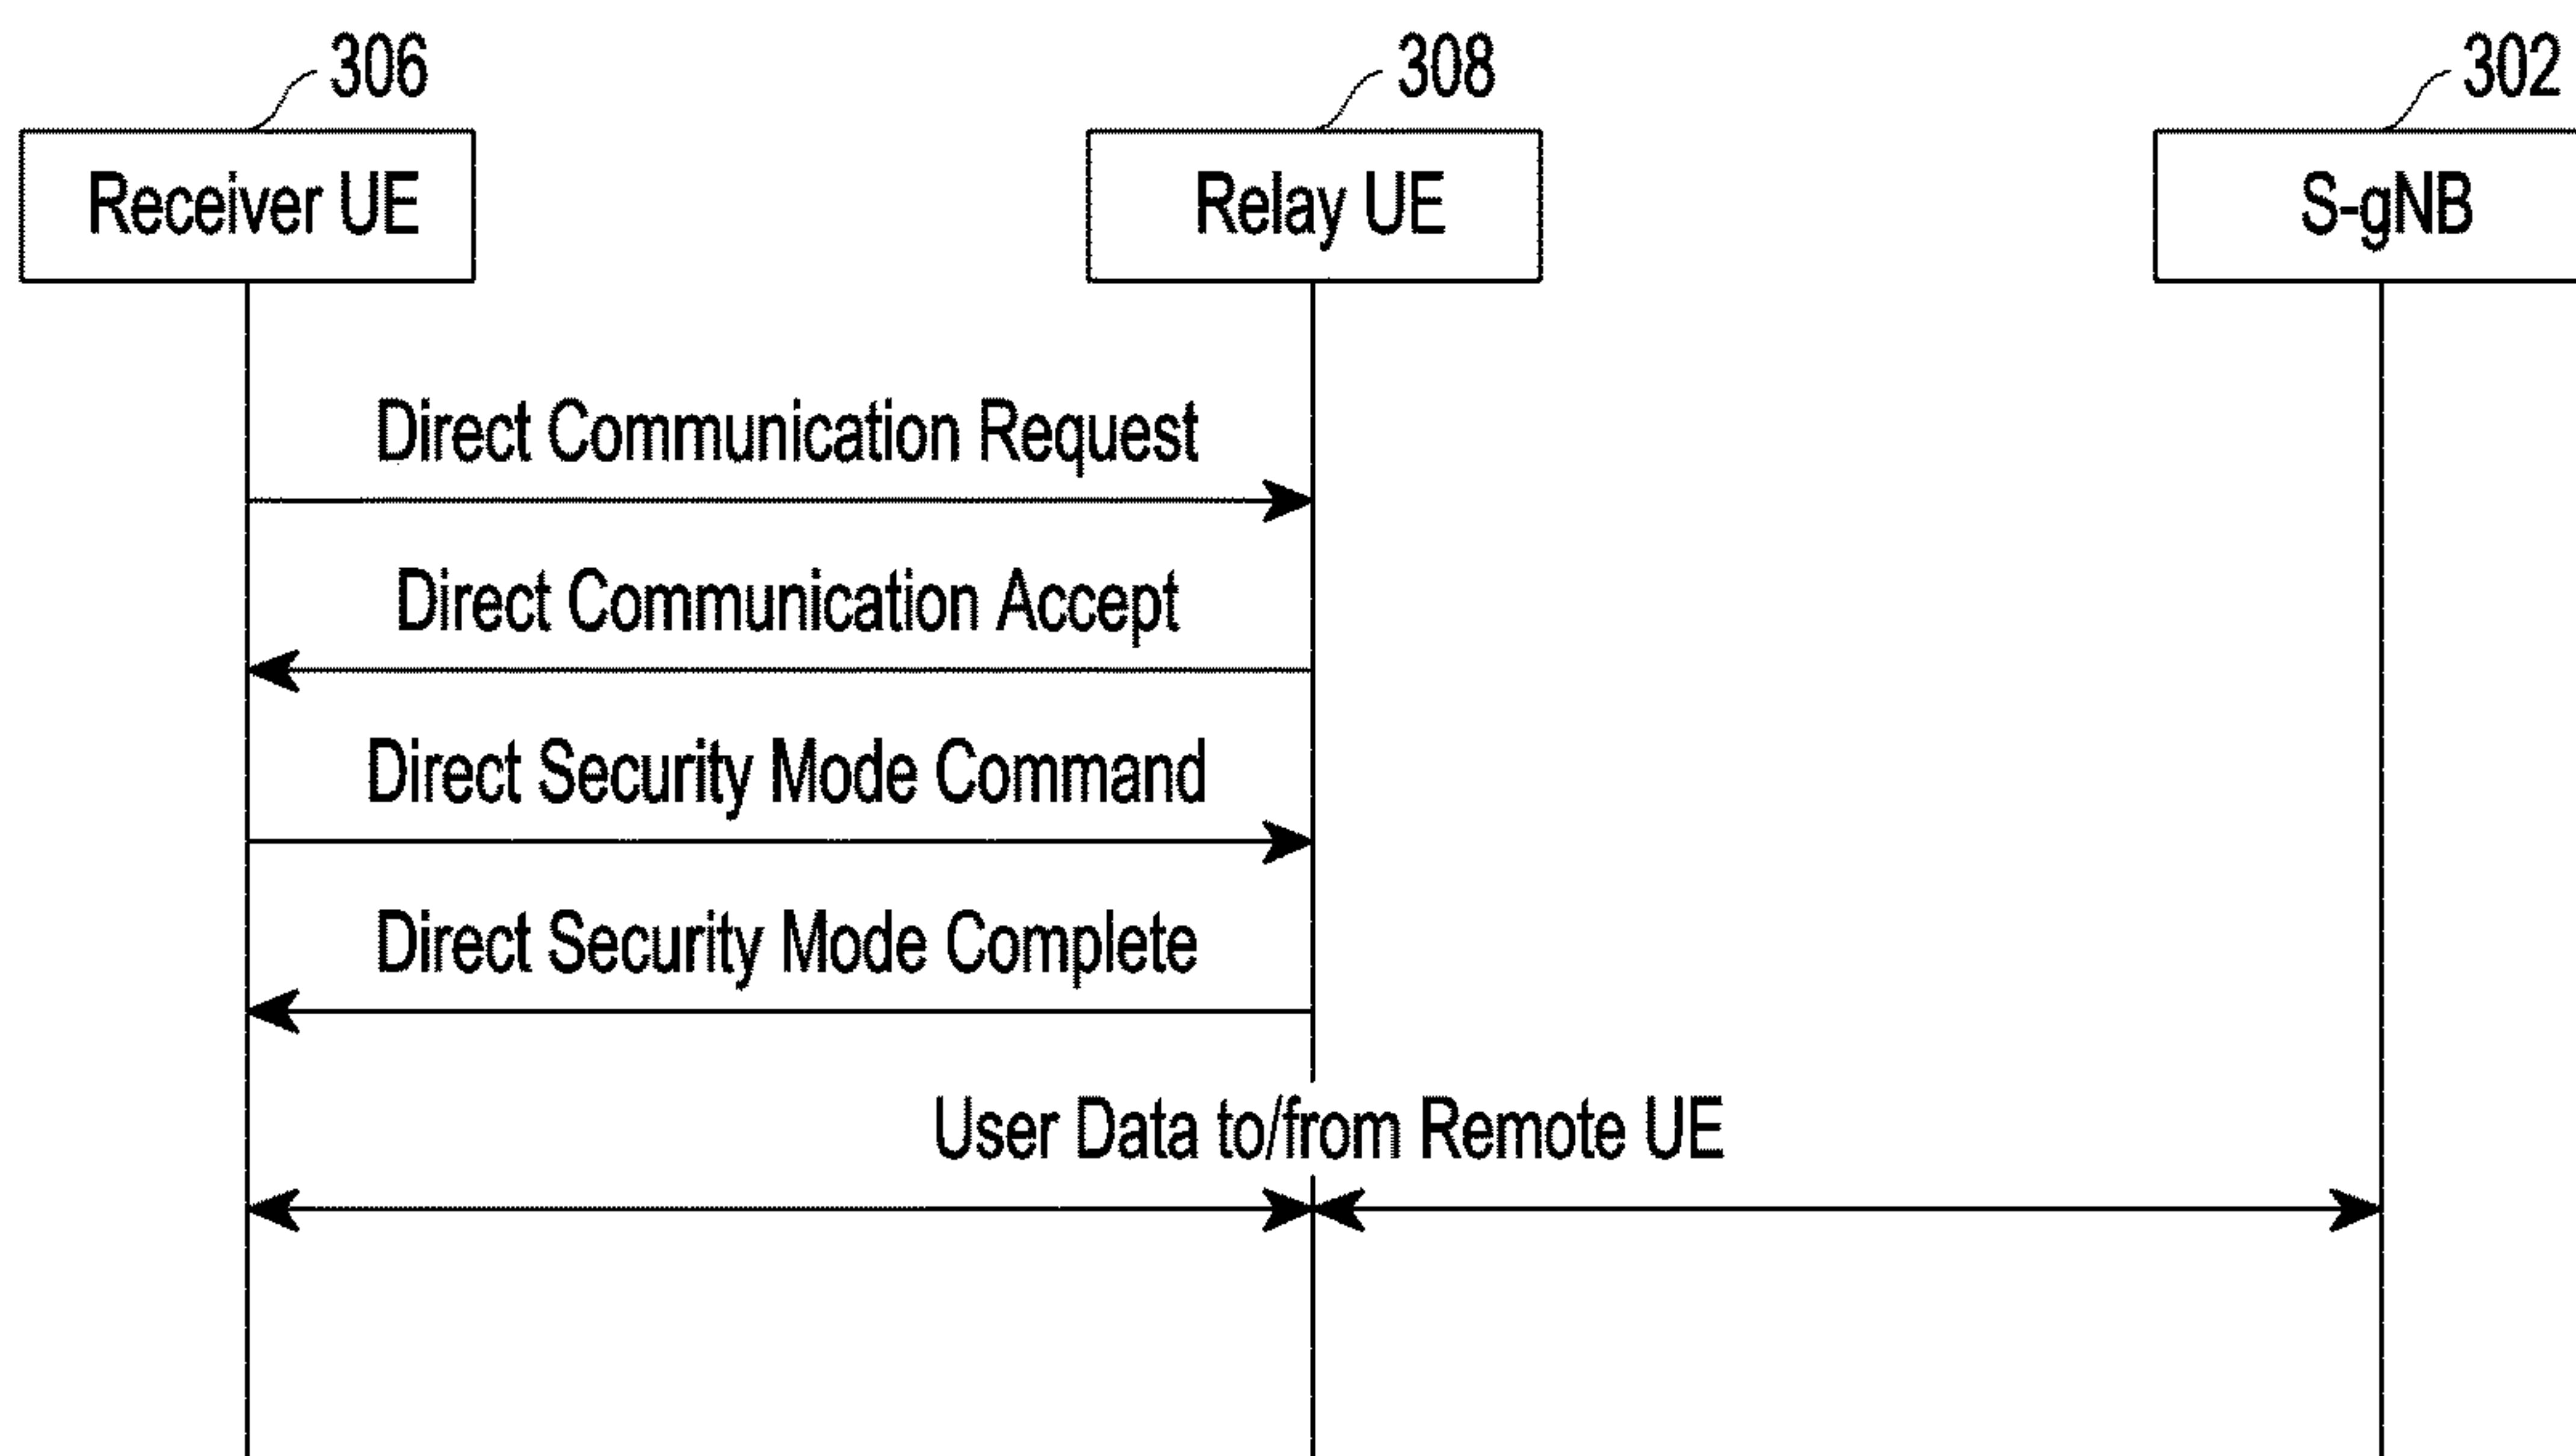 306
308
302
Receiver UE
Relay UE
S-gNB
Direct Communication Request
Direct Communication Accept
Direct Security Mode Command
Direct Security Mode Complete
User Data to/from Remote UE